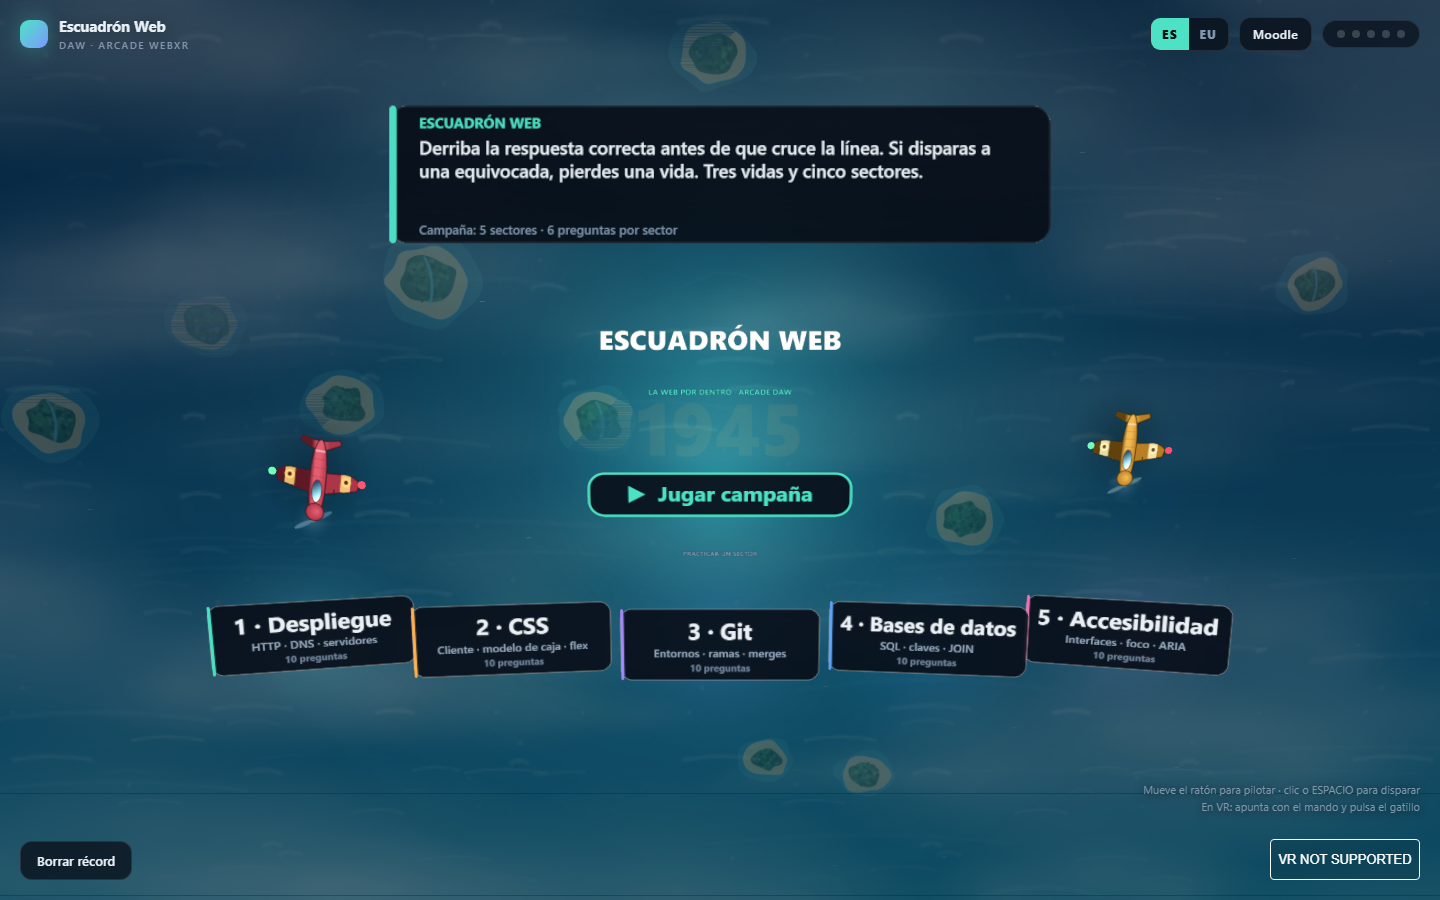 Escuadrón Web
DAW · ARCADE WEBXR
ES
EU
Moodle
ESCUADRÓN WEB
Derriba la respuesta correcta antes de que cruce la línea. Si disparas a
una equivocada, pierdes una vida. Tres vidas y cinco sectores.
Campaña: 5 sectores · 6 preguntas por sector
ESCUADRÓN WEB
LA WEB POR DENTRO · ARCADE DAW
1945
▶ Jugar campaña
PRACTICAR UN SECTOR
1 · Despliegue
HTTP · DNS · servidores
10 preguntas
2 · CSS
Cliente · modelo de caja · flex
10 preguntas
3 · Git
Entornos · ramas · merges
10 preguntas
4 · Bases de datos
SQL · claves · JOIN
10 preguntas
5 · Accesibilidad
Interfaces · foco · ARIA
10 preguntas
Mueve el ratón para pilotar · clic o ESPACIO para disparar
En VR: apunta con el mando y pulsa el gatillo
Borrar récord
VR NOT SUPPORTED